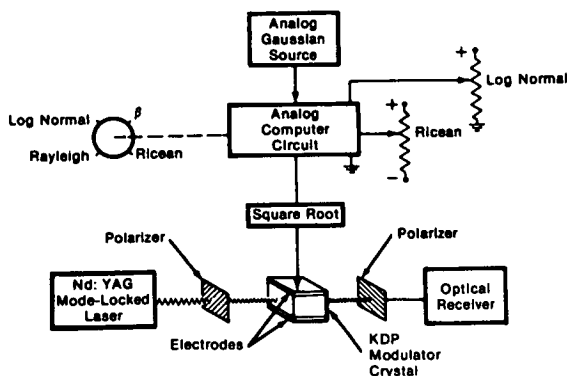 Analog
Gaussian
Source
+
Log Normal
Log Normal
β
Rayleigh
Ricean
Analog
Computer
Circuit
+
Ricean
−
Square Root
Polarizer
Polarizer
Nd: YAG
Mode-Locked
Laser
Optical
Receiver
Electrodes
KDP
Modulator
Crystal